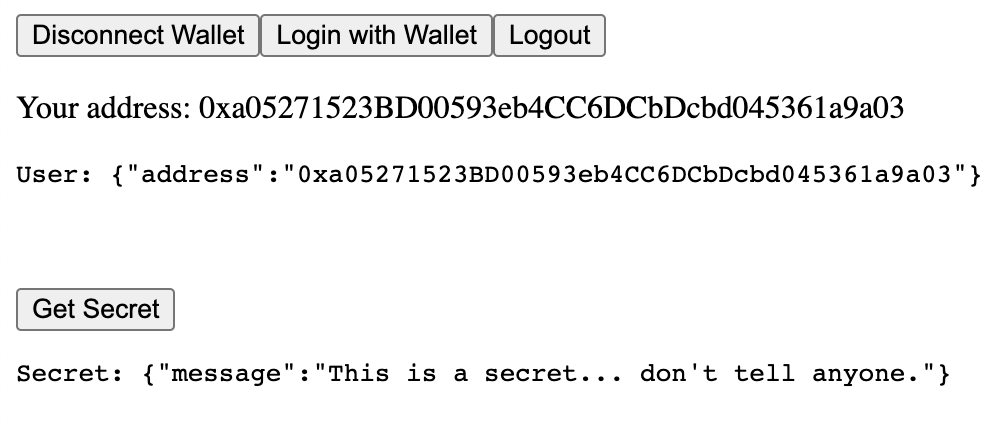 Disconnect Wallet Login with Wallet Logout
Your address: 0xa05271523BD00593eb4CC6DCbDcbd045361a9a03
User: {"address":"0xa05271523BD00593eb4CC6DCbDcbd045361a9a03"}
Get Secret
Secret: {"message":"This is a secret... don't tell anyone."}